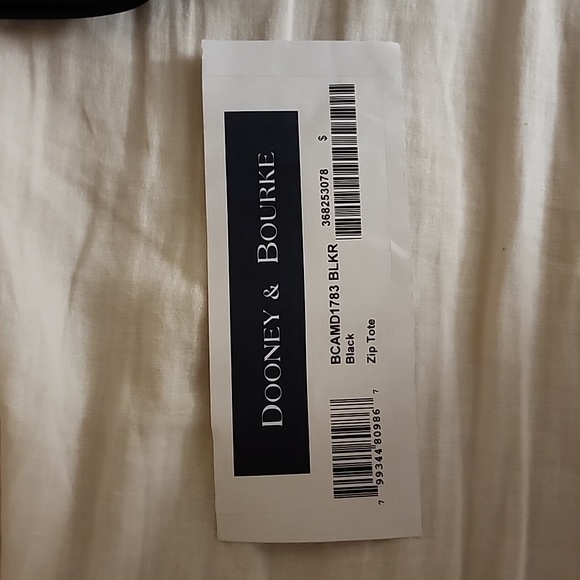 DOONEY & BOURKE
BCAMD1783 BLKR
Black
Zip Tote
368253078
$
7 99344 80986 7